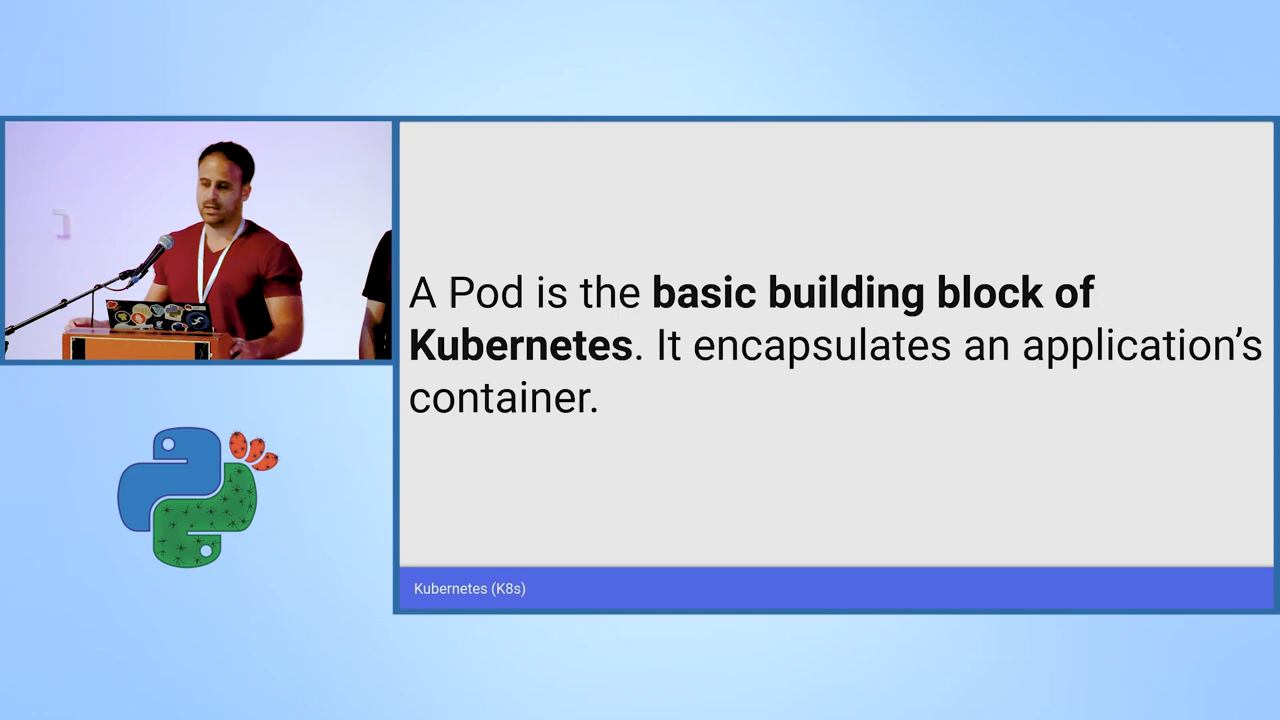 A Pod is the basic building block of
Kubernetes. It encapsulates an application’s
container.
Kubernetes (K8s)